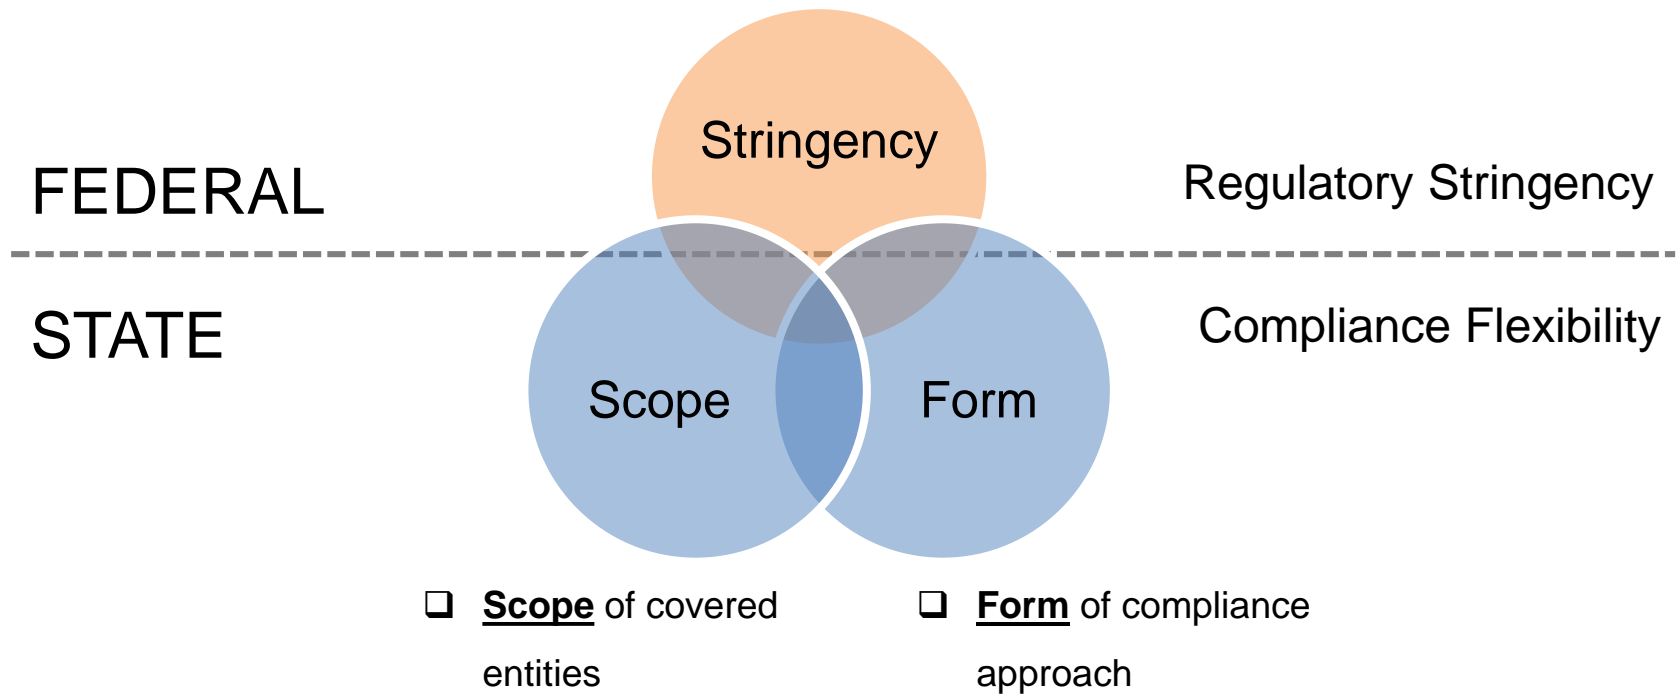 Stringency
FEDERAL
Regulatory Stringency
STATE
Compliance Flexibility
Scope
Form
❑ Scope of covered
entities
❑ Form of compliance
approach